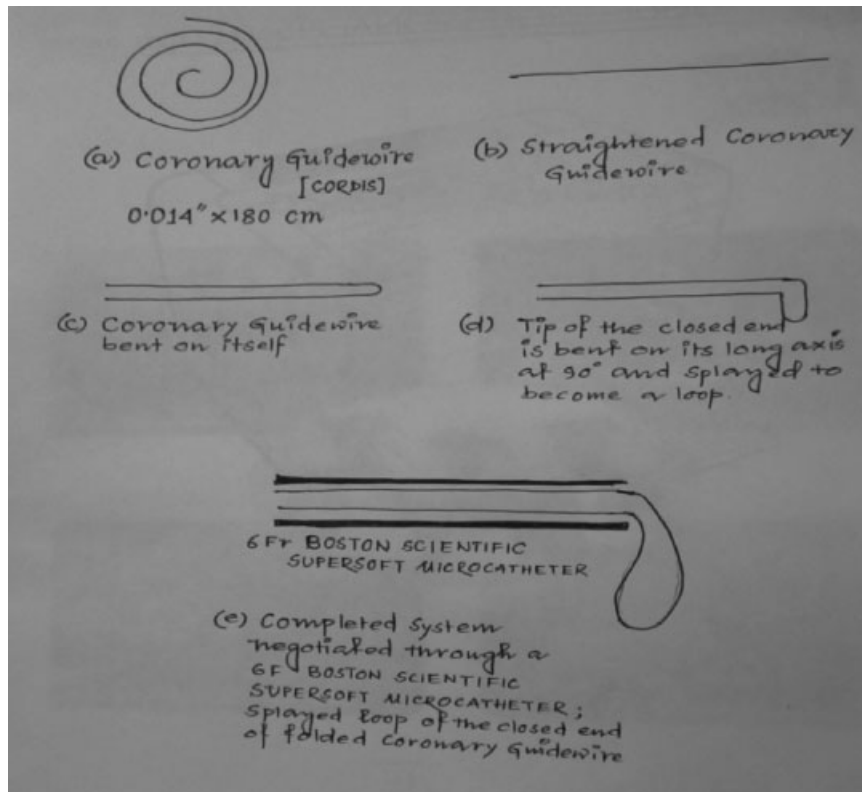 (a) Coronary Guidewire
[CORDIS]
0.014" × 180 cm
(b) Straightened Coronary
Guidewire
(c) Coronary Guidewire
bent on itself
(d) Tip of the closed end
is bent on its long axis
at 90° and splayed to
become a loop.
6Fr BOSTON SCIENTIFIC
SUPERSOFT MICROCATHETER
(e) Completed System
negotiated through a
6F BOSTON SCIENTIFIC
SUPERSOFT MICROCATHETER;
Splayed loop of the closed end
of folded Coronary Guidewire